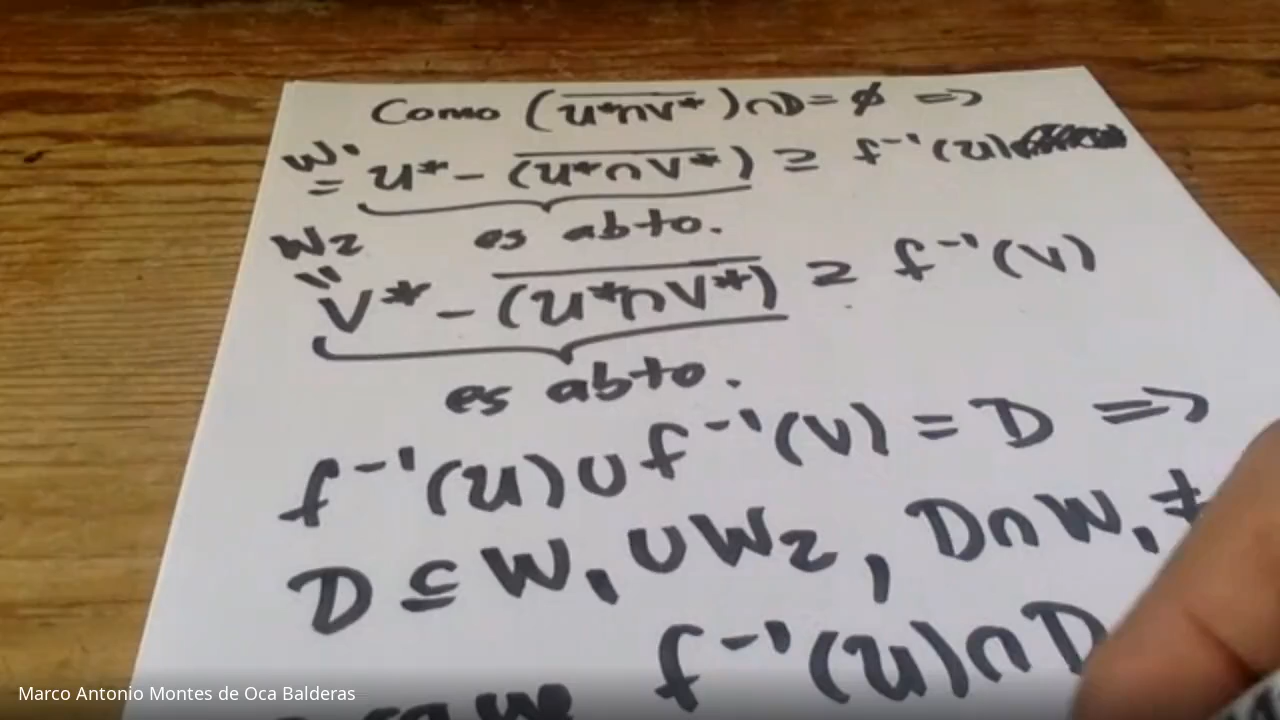 Como (U*∩V*)∩D = ∅ ⇒
W1
= U* - (U*∩V*) ⊇ f⁻¹(U)
es abto.
W2
" V* - (U*∩V*) ⊇ f⁻¹(V)
es abto.
f⁻¹(U) ∪ f⁻¹(V) = D ⇒
D ⊆ W1 ∪ W2, D∩W1 ≠
f⁻¹(U)∩D
Marco Antonio Montes de Oca Balderas